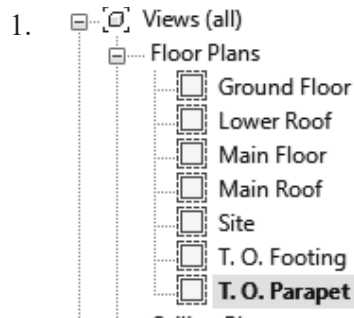 1. Views (all)
Floor Plans
Ground Floor
Lower Roof
Main Floor
Main Roof
Site
T. O. Footing
T. O. Parapet